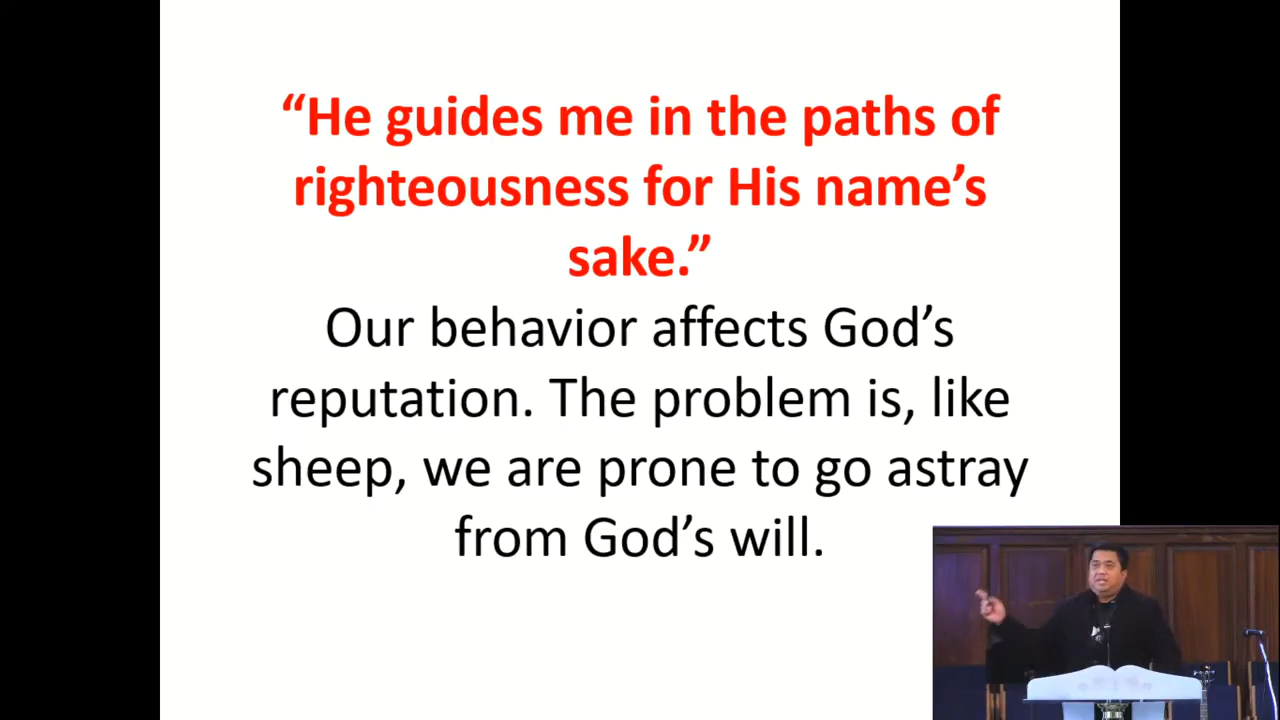 “He guides me in the paths of
righteousness for His name’s
sake.”
Our behavior affects God’s
reputation. The problem is, like
sheep, we are prone to go astray
from God’s will.